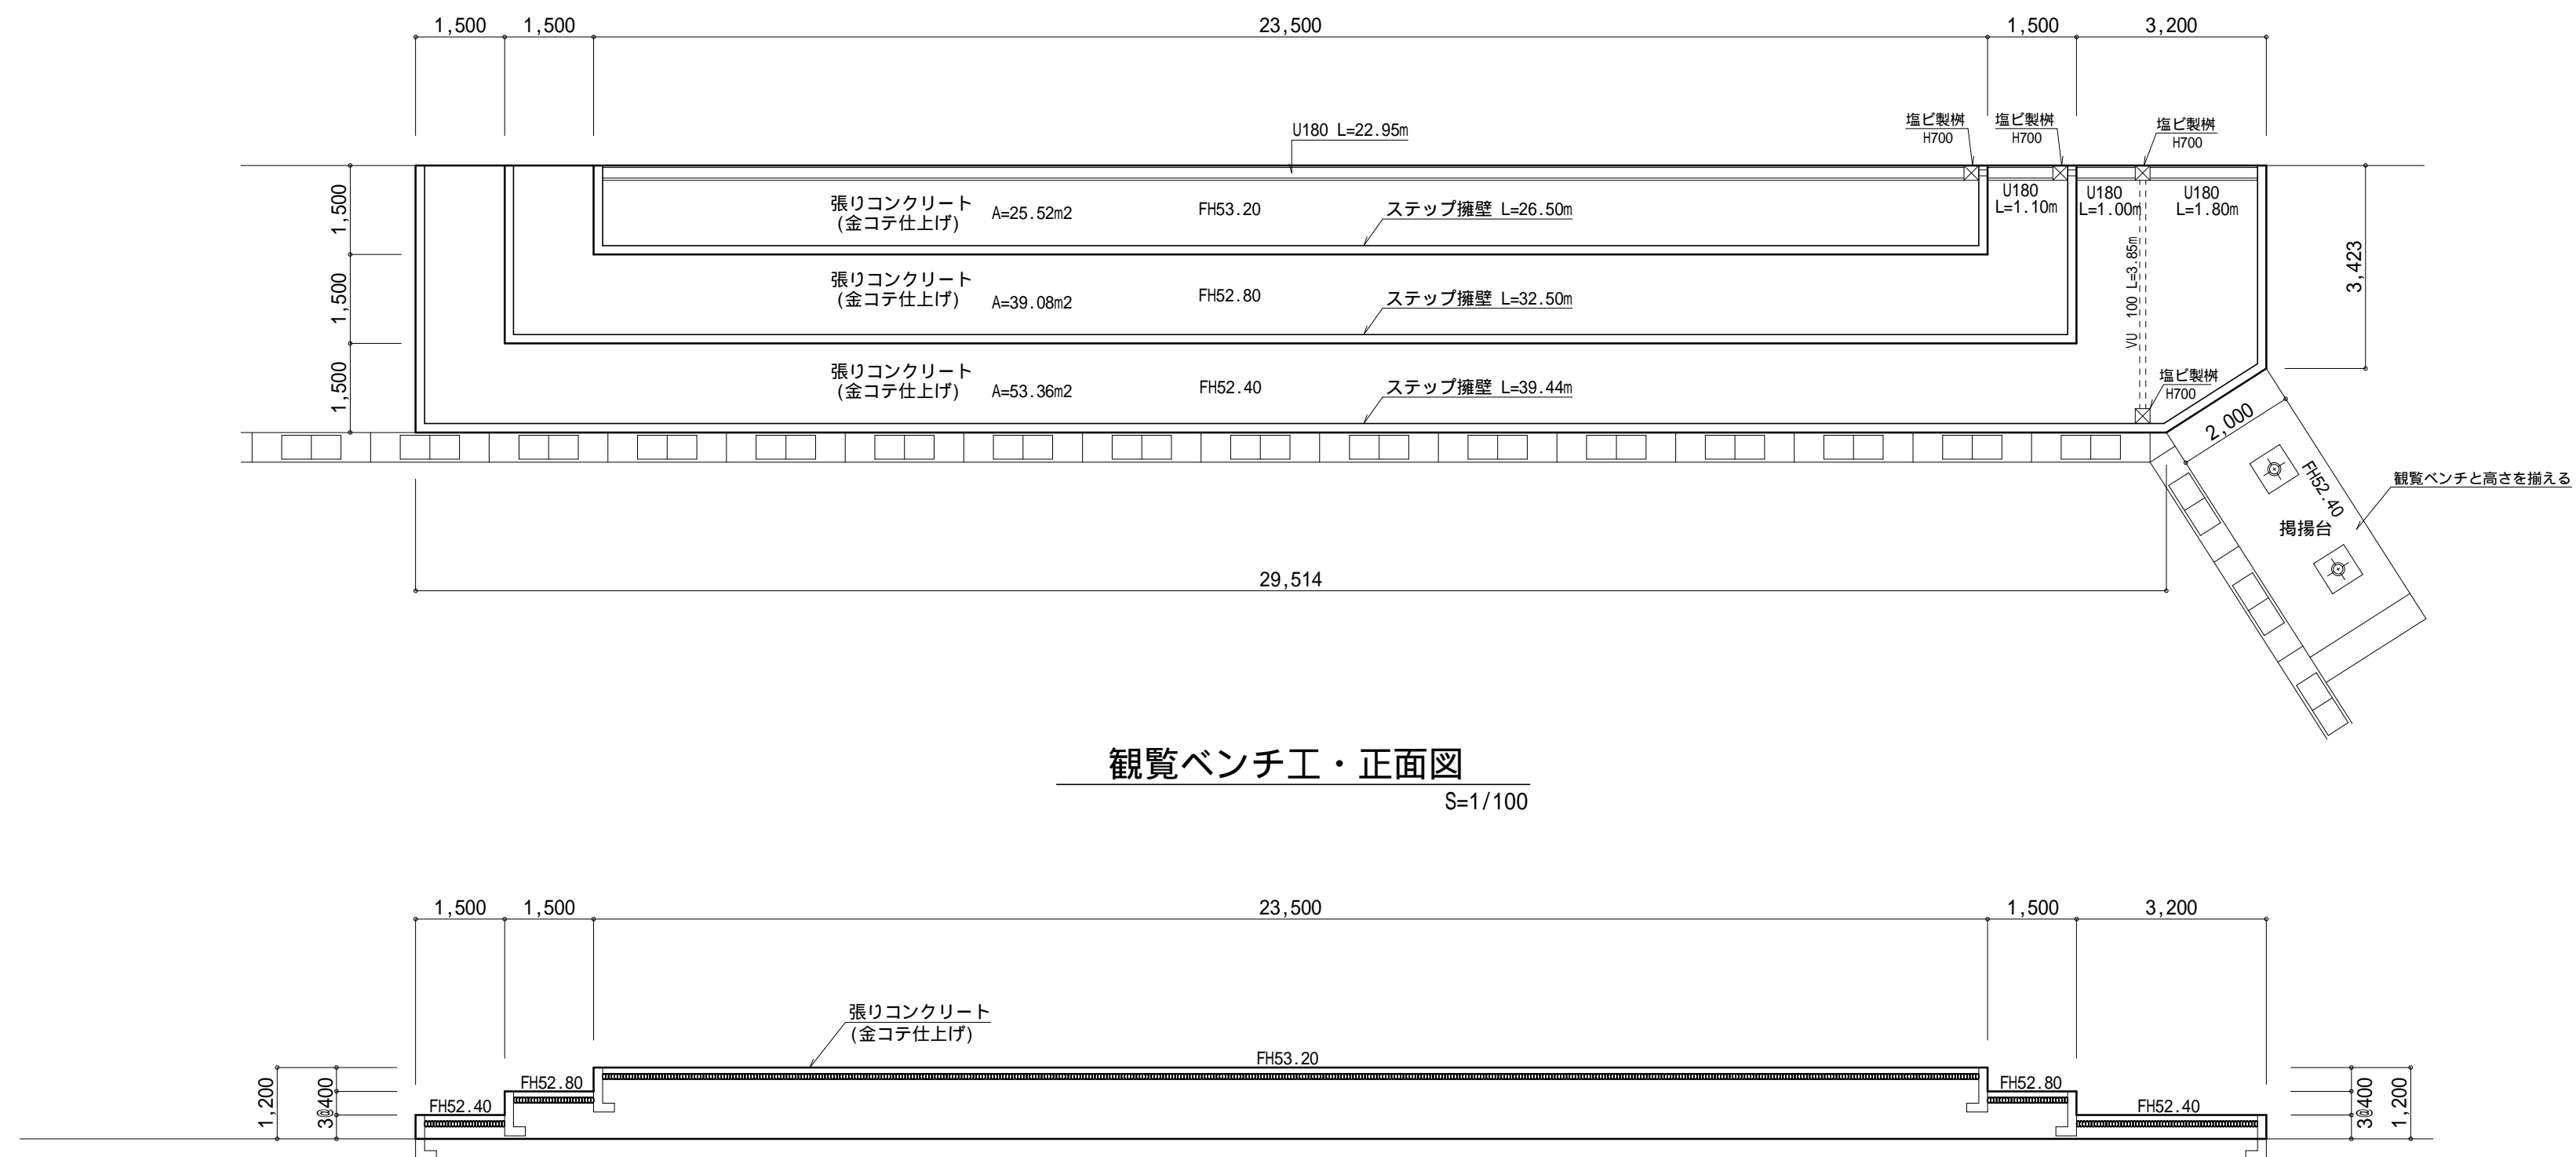 1,500
1,500
23,500
1,500
3,200
U180 L=22.95m
塩ビ製桝
H700
塩ビ製桝
H700
塩ビ製桝
H700
1,500
1,500
1,500
張りコンクリート
(金コテ仕上げ)
A=25.52m2
FH53.20
ステップ擁壁 L=26.50m
U180
L=1.10m
U180
L=1.00m
U180
L=1.80m
張りコンクリート
(金コテ仕上げ)
A=39.08m2
FH52.80
ステップ擁壁 L=32.50m
VU 100 L=3.85m
3,423
張りコンクリート
(金コテ仕上げ)
A=53.36m2
FH52.40
ステップ擁壁 L=39.44m
塩ビ製桝
H700
2,000
FH52.40
掲揚台
観覧ベンチと高さを揃える
29,514
観覧ベンチ工・正面図
S=1/100
1,500
1,500
23,500
1,500
3,200
張りコンクリート
(金コテ仕上げ)
FH53.20
FH52.80
FH52.80
FH52.40
FH52.40
1,200
3@400
3@400
1,200